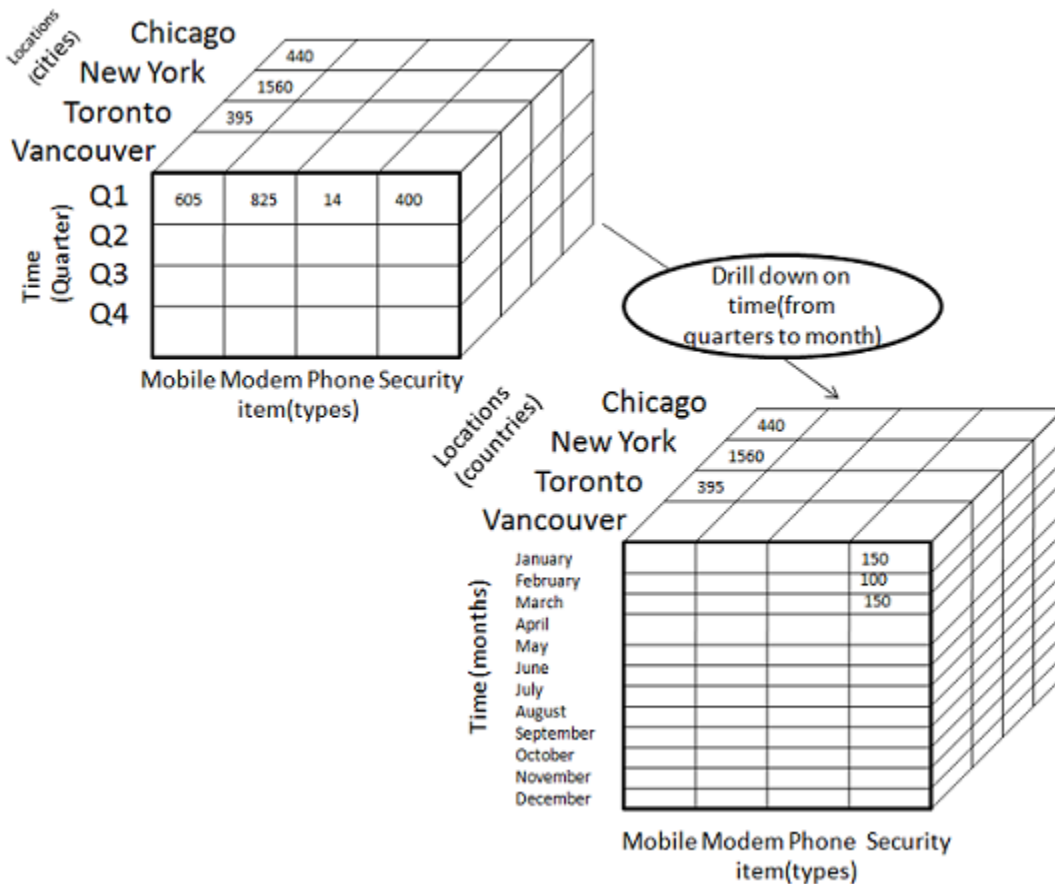 Locations
(cities)
Chicago
New York
Toronto
Vancouver
440
1560
395
Time
(Quarter)
Q1
Q2
Q3
Q4
605 825 14 400
Mobile Modem Phone Security
item(types)
Drill down on
time(from
quarters to month)
Locations
(countries)
Chicago
New York
Toronto
Vancouver
440
1560
395
Time (months)
January
February
March
April
May
June
July
August
September
October
November
December
150
100
150
Mobile Modem Phone Security
item(types)